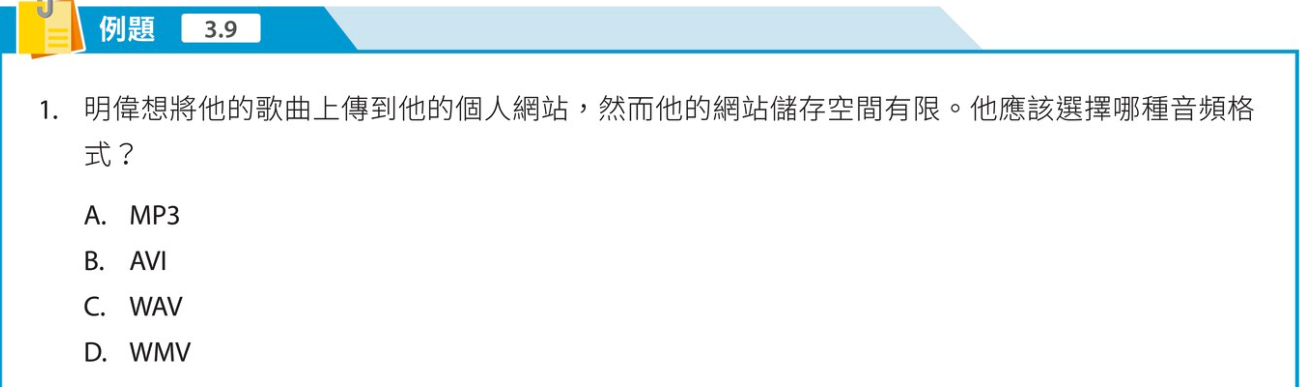 例題 3.9
1. 明偉想將他的歌曲上傳到他的個人網站，然而他的網站儲存空間有限。他應該選擇哪種音頻格
式？
A. MP3
B. AVI
C. WAV
D. WMV